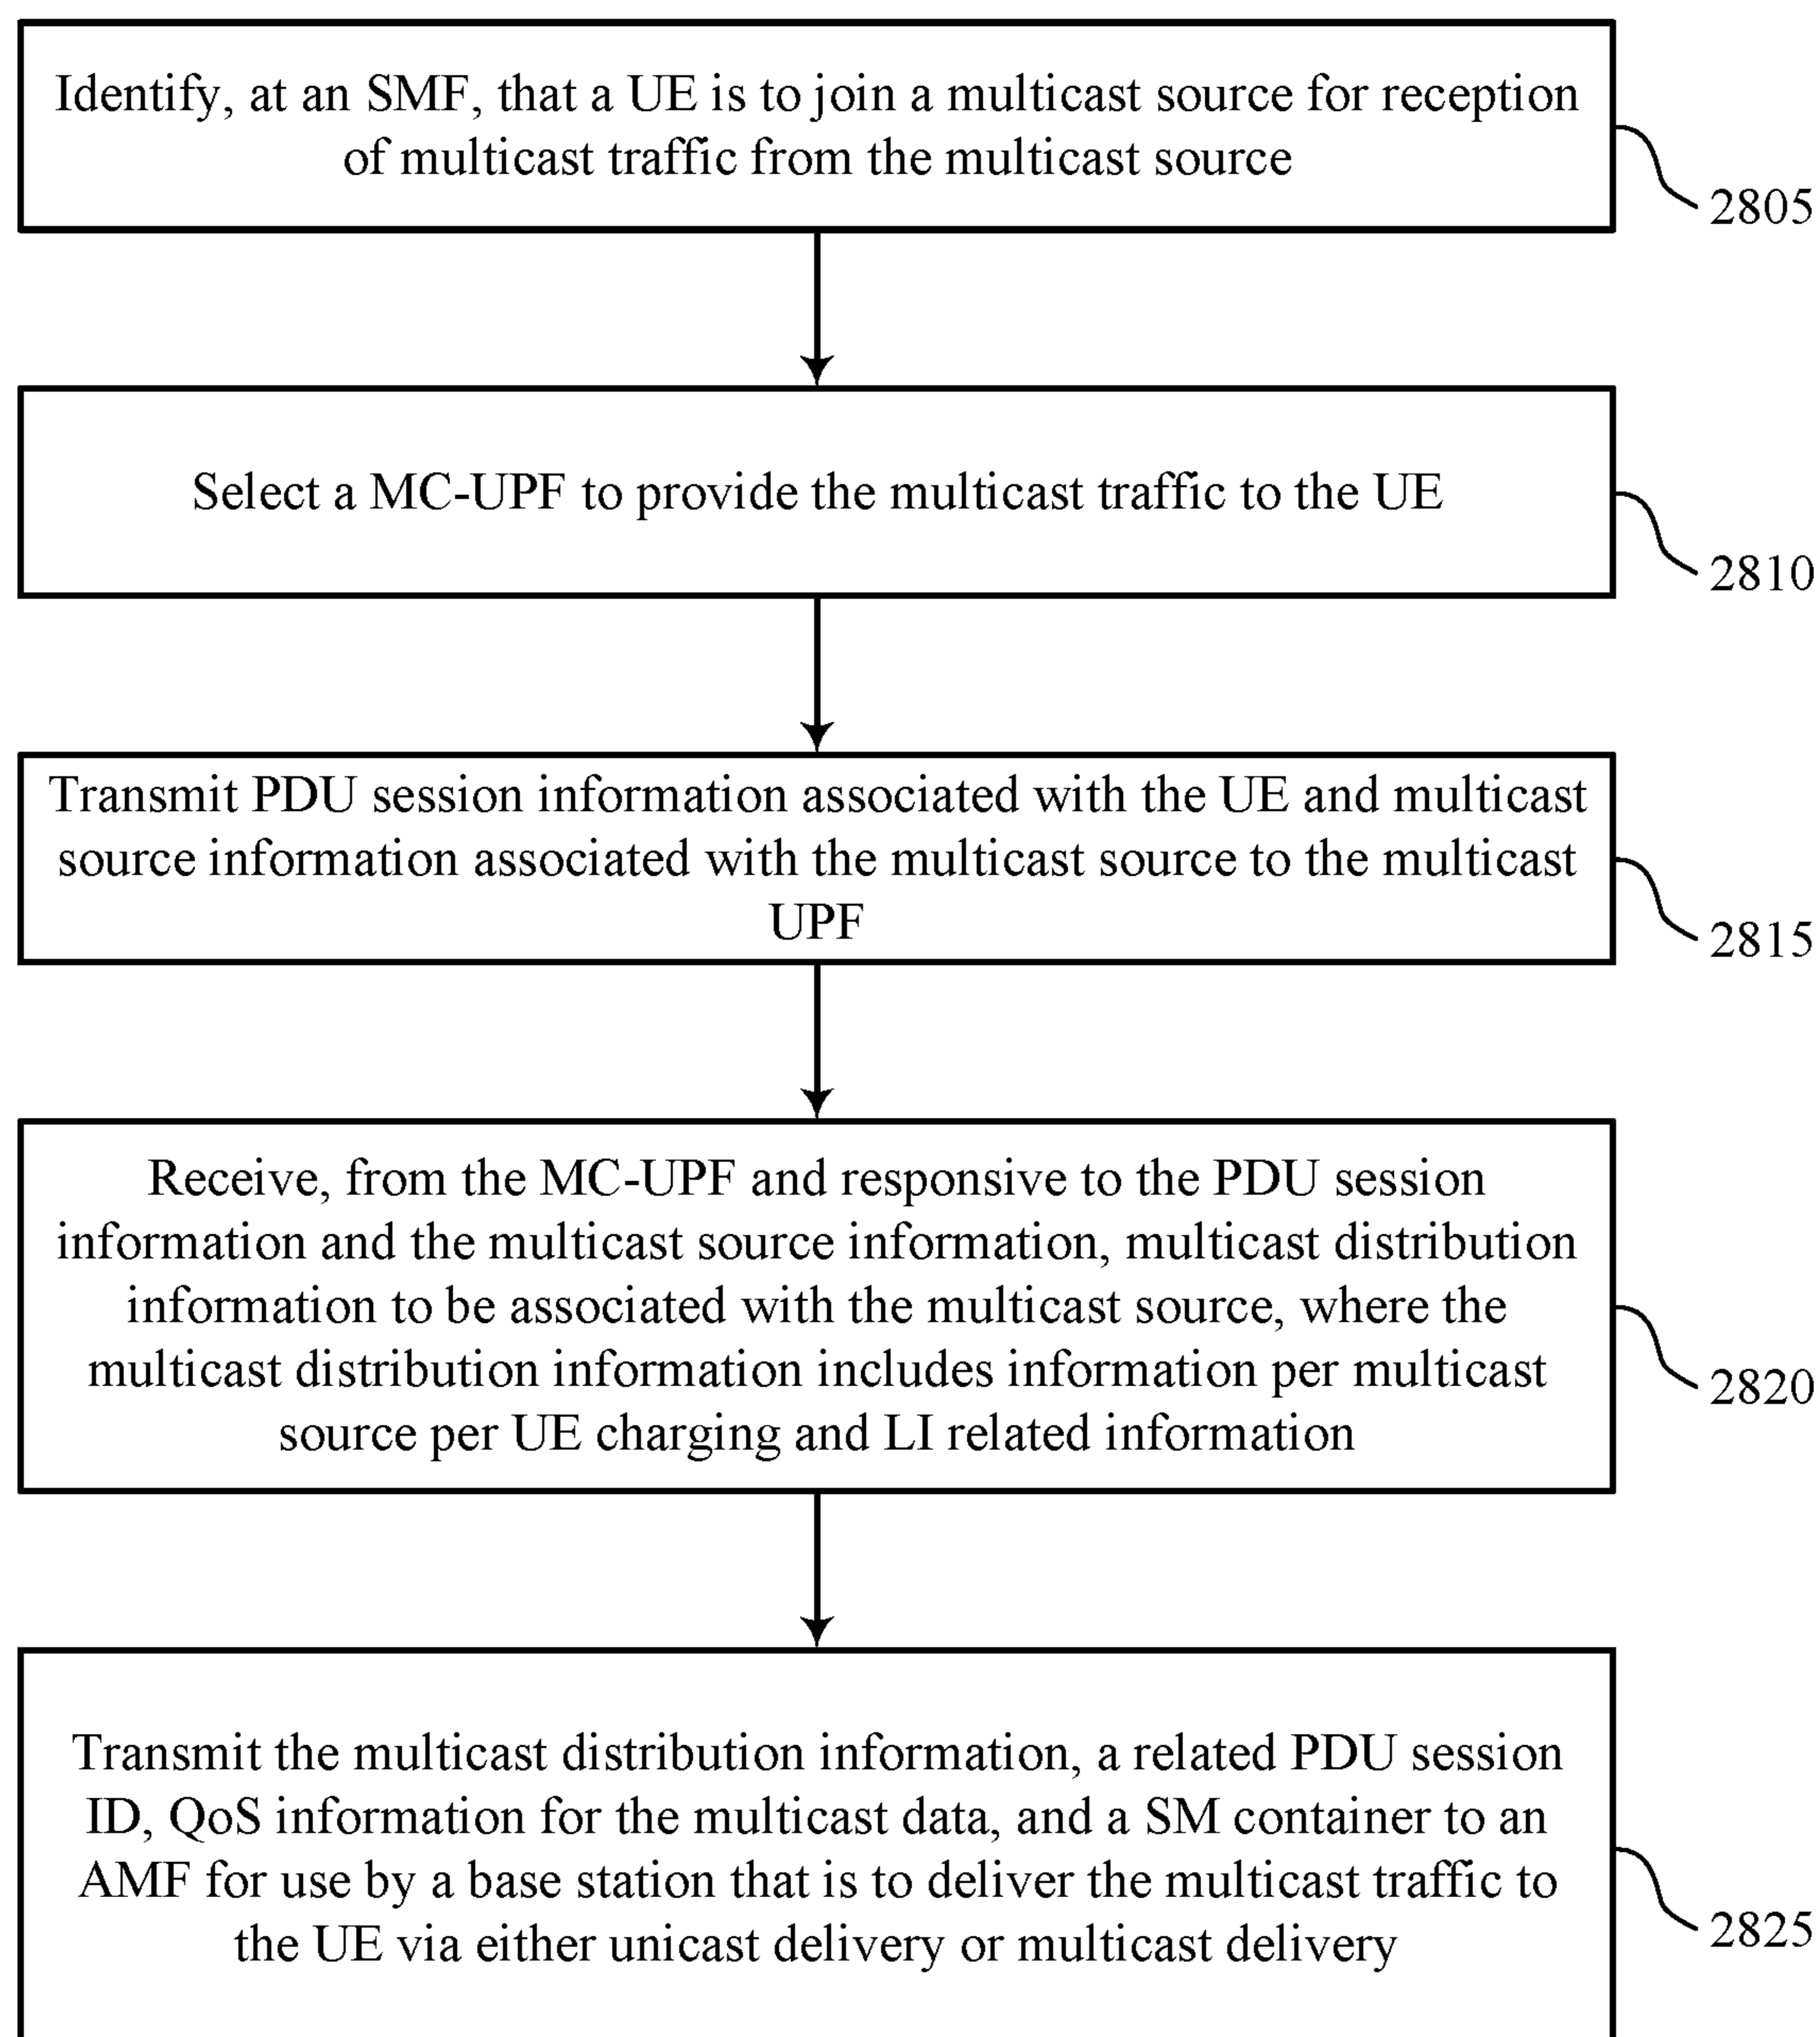 Identify, at an SMF, that a UE is to join a multicast source for reception
of multicast traffic from the multicast source
2805
Select a MC-UPF to provide the multicast traffic to the UE
2810
Transmit PDU session information associated with the UE and multicast
source information associated with the multicast source to the multicast
UPF
2815
Receive, from the MC-UPF and responsive to the PDU session
information and the multicast source information, multicast distribution
information to be associated with the multicast source, where the
multicast distribution information includes information per multicast
source per UE charging and LI related information
2820
Transmit the multicast distribution information, a related PDU session
ID, QoS information for the multicast data, and a SM container to an
AMF for use by a base station that is to deliver the multicast traffic to
the UE via either unicast delivery or multicast delivery
2825